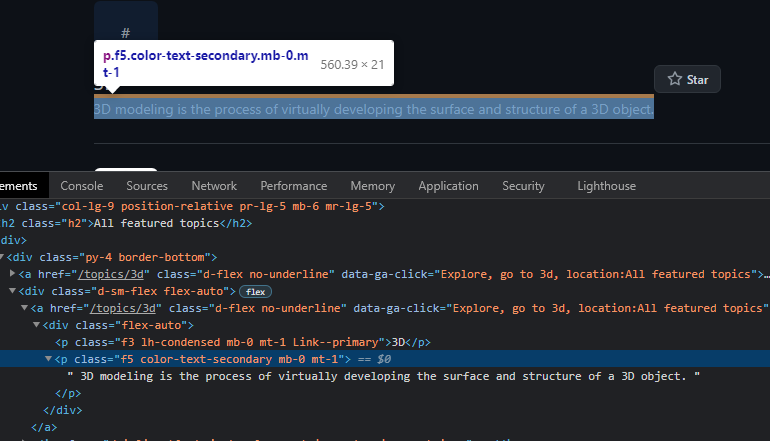 #
p.f5.color-text-secondary.mb-0.m
t-1
560.39 × 21
Star
3D modeling is the process of virtually developing the surface and structure of a 3D object.
ements Console Sources Network Performance Memory Application Security Lighthouse
iv class="col-lg-9 position-relative pr-lg-5 mb-6 mr-lg-5">
<h2 class="h2">All featured topics</h2>
<div>
▼<div class="py-4 border-bottom">
▶<a href="/topics/3d" class="d-flex no-underline" data-ga-click="Explore, go to 3d, location:All featured topics">…
▼<div class="d-sm-flex flex-auto"> flex
▼<a href="/topics/3d" class="d-flex no-underline" data-ga-click="Explore, go to 3d, location:All featured topics"
▼<div class="flex-auto">
<p class="f3 lh-condensed mb-0 mt-1 Link--primary">3D</p>
▼<p class="f5 color-text-secondary mb-0 mt-1"> == $0
" 3D modeling is the process of virtually developing the surface and structure of a 3D object. "
</p>
</div>
</a>